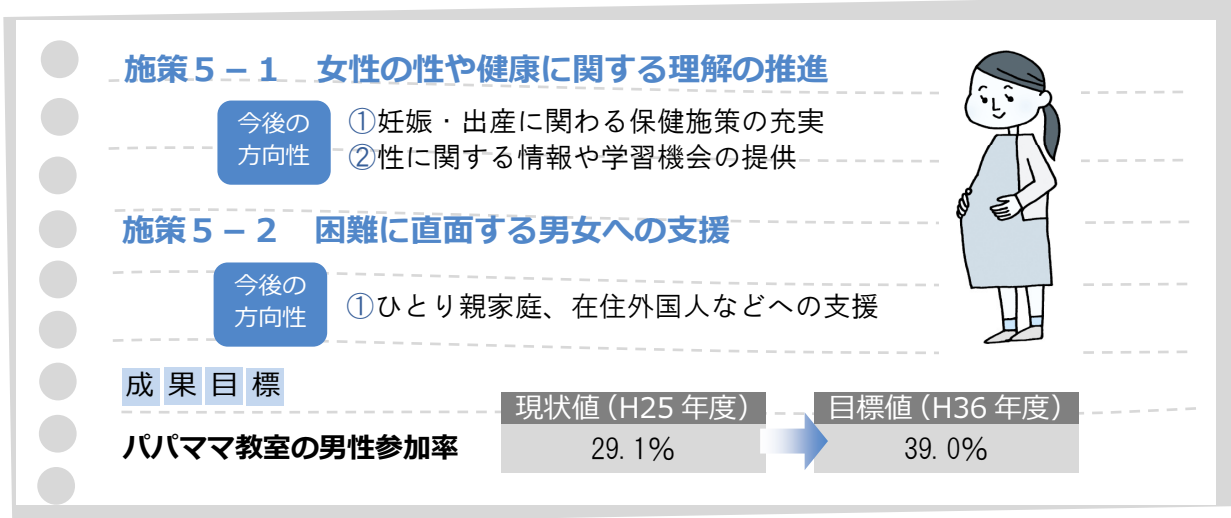 施策５－１　女性の性や健康に関する理解の推進
今後の
方向性
①妊娠・出産に関わる保健施策の充実
②性に関する情報や学習機会の提供
施策５－２　困難に直面する男女への支援
今後の
方向性
①ひとり親家庭、在住外国人などへの支援
成果目標
現状値（H25 年度） 目標値（H36 年度）
パパママ教室の男性参加率 29.1% 39.0%